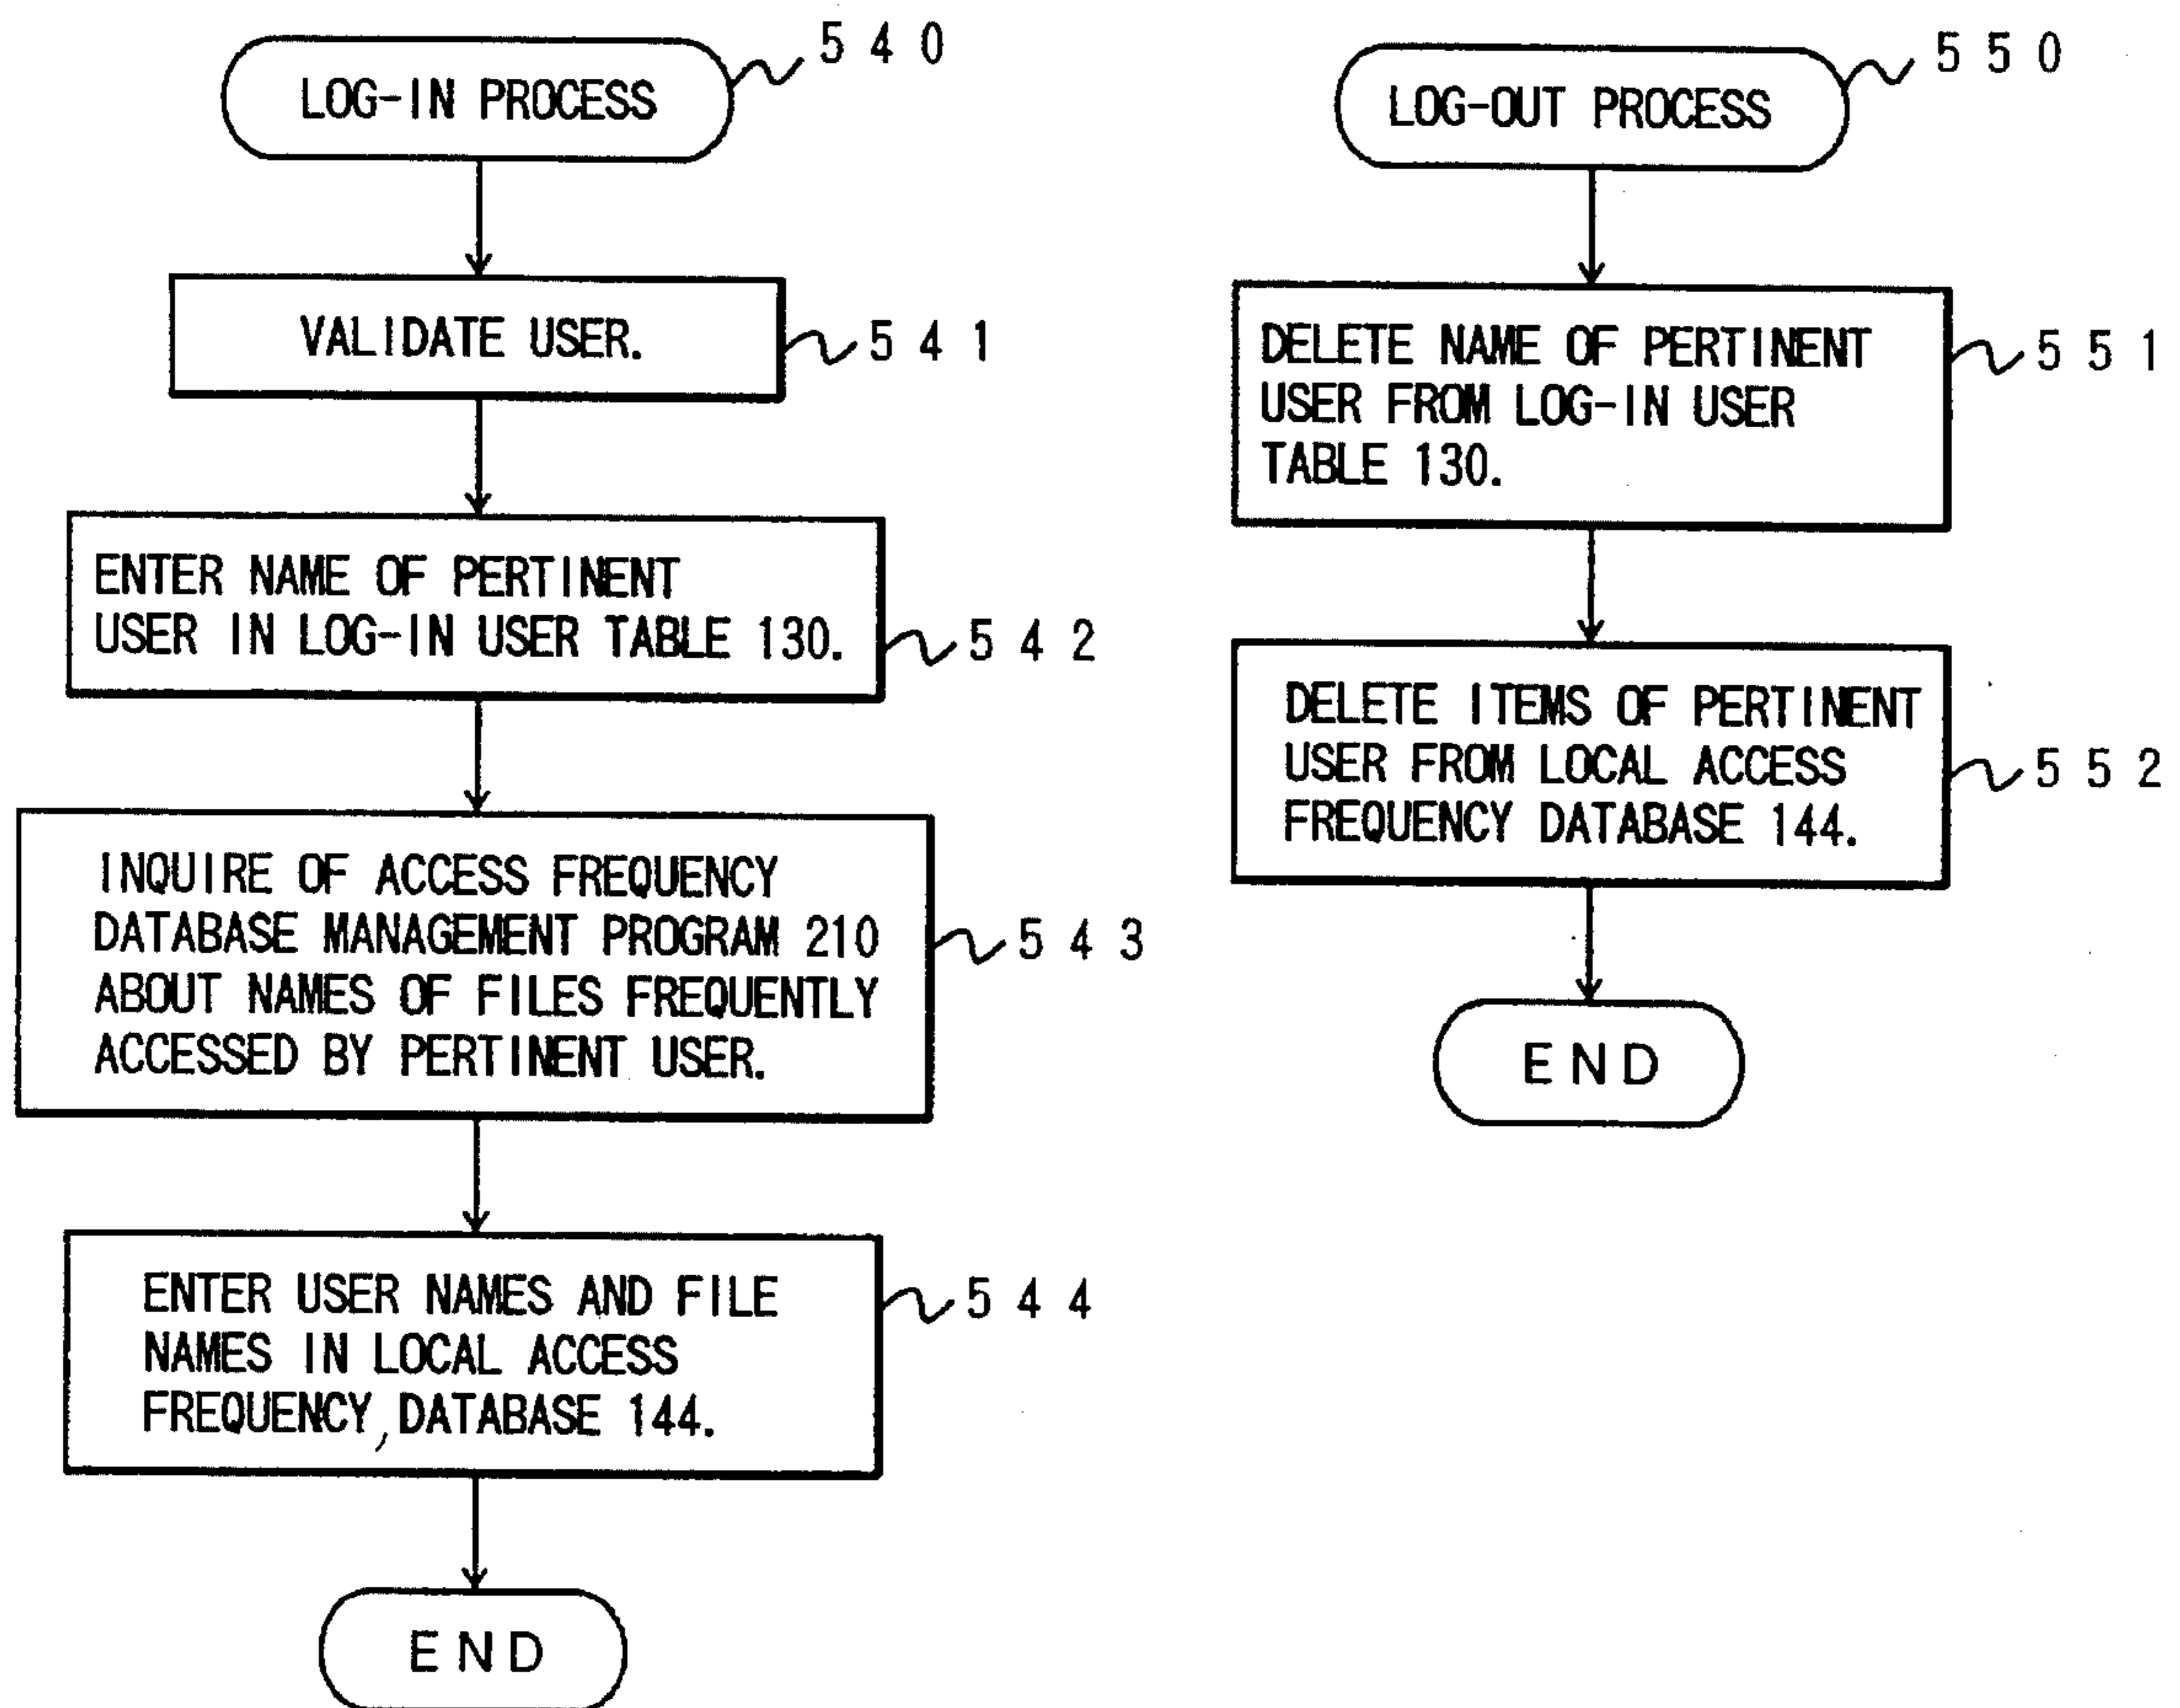 LOG-IN PROCESS
540
VALIDATE USER.
541
ENTER NAME OF PERTINENT
USER IN LOG-IN USER TABLE 130.
542
INQUIRE OF ACCESS FREQUENCY
DATABASE MANAGEMENT PROGRAM 210
ABOUT NAMES OF FILES FREQUENTLY
ACCESSED BY PERTINENT USER.
543
ENTER USER NAMES AND FILE
NAMES IN LOCAL ACCESS
FREQUENCY DATABASE 144.
544
END
LOG-OUT PROCESS
550
DELETE NAME OF PERTINENT
USER FROM LOG-IN USER
TABLE 130.
551
DELETE ITEMS OF PERTINENT
USER FROM LOCAL ACCESS
FREQUENCY DATABASE 144.
552
END